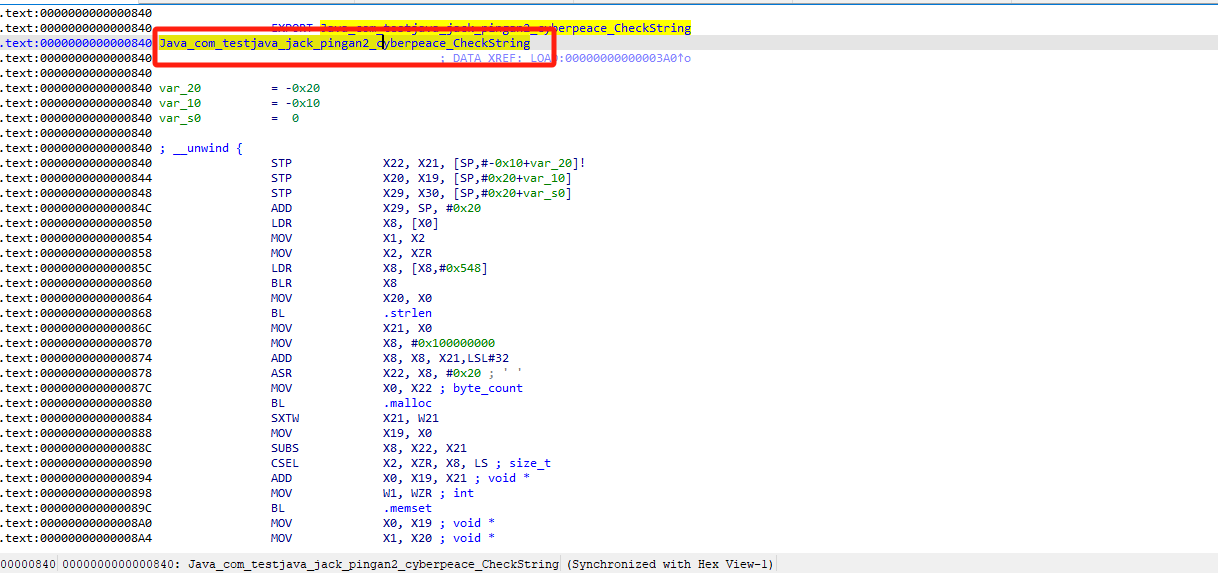 .text:0000000000000840
.text:0000000000000840 EXPORT Java_com_testjava_jack_pingan2_cyberpeace_CheckString
.text:0000000000000840 Java_com_testjava_jack_pingan2_cyberpeace_CheckString
.text:0000000000000840 ; DATA XREF: LOAD:00000000000003A0↑o
.text:0000000000000840
.text:0000000000000840 var_20 = -0x20
.text:0000000000000840 var_10 = -0x10
.text:0000000000000840 var_s0 = 0
.text:0000000000000840
.text:0000000000000840 ; __unwind {
.text:0000000000000840 STP X22, X21, [SP,#-0x10+var_20]!
.text:0000000000000844 STP X20, X19, [SP,#0x20+var_10]
.text:0000000000000848 STP X29, X30, [SP,#0x20+var_s0]
.text:000000000000084C ADD X29, SP, #0x20
.text:0000000000000850 LDR X8, [X0]
.text:0000000000000854 MOV X1, X2
.text:0000000000000858 MOV X2, XZR
.text:000000000000085C LDR X8, [X8,#0x548]
.text:0000000000000860 BLR X8
.text:0000000000000864 MOV X20, X0
.text:0000000000000868 BL .strlen
.text:000000000000086C MOV X21, X0
.text:0000000000000870 MOV X8, #0x100000000
.text:0000000000000874 ADD X8, X8, X21,LSL#32
.text:0000000000000878 ASR X22, X8, #0x20 ; ' '
.text:000000000000087C MOV X0, X22 ; byte_count
.text:0000000000000880 BL .malloc
.text:0000000000000884 SXTW X21, W21
.text:0000000000000888 MOV X19, X0
.text:000000000000088C SUBS X8, X22, X21
.text:0000000000000890 CSEL X2, XZR, X8, LS ; size_t
.text:0000000000000894 ADD X0, X19, X21 ; void *
.text:0000000000000898 MOV W1, WZR ; int
.text:000000000000089C BL .memset
.text:00000000000008A0 MOV X0, X19 ; void *
.text:00000000000008A4 MOV X1, X20 ; void *
00000840 0000000000000840: Java_com_testjava_jack_pingan2_cyberpeace_CheckString (Synchronized with Hex View-1)